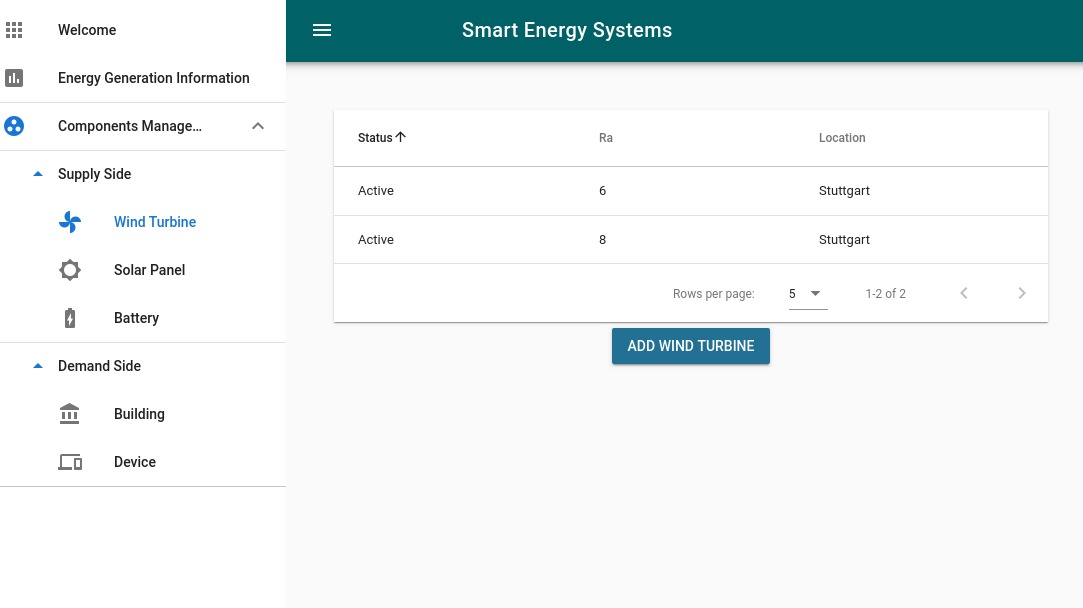 Welcome
Energy Generation Information
Components Manage...
Supply Side
Wind Turbine
Solar Panel
Battery
Demand Side
Building
Device
Smart Energy Systems
Status Ra Location
Active 6 Stuttgart
Active 8 Stuttgart
Rows per page: 5 1-2 of 2
ADD WIND TURBINE